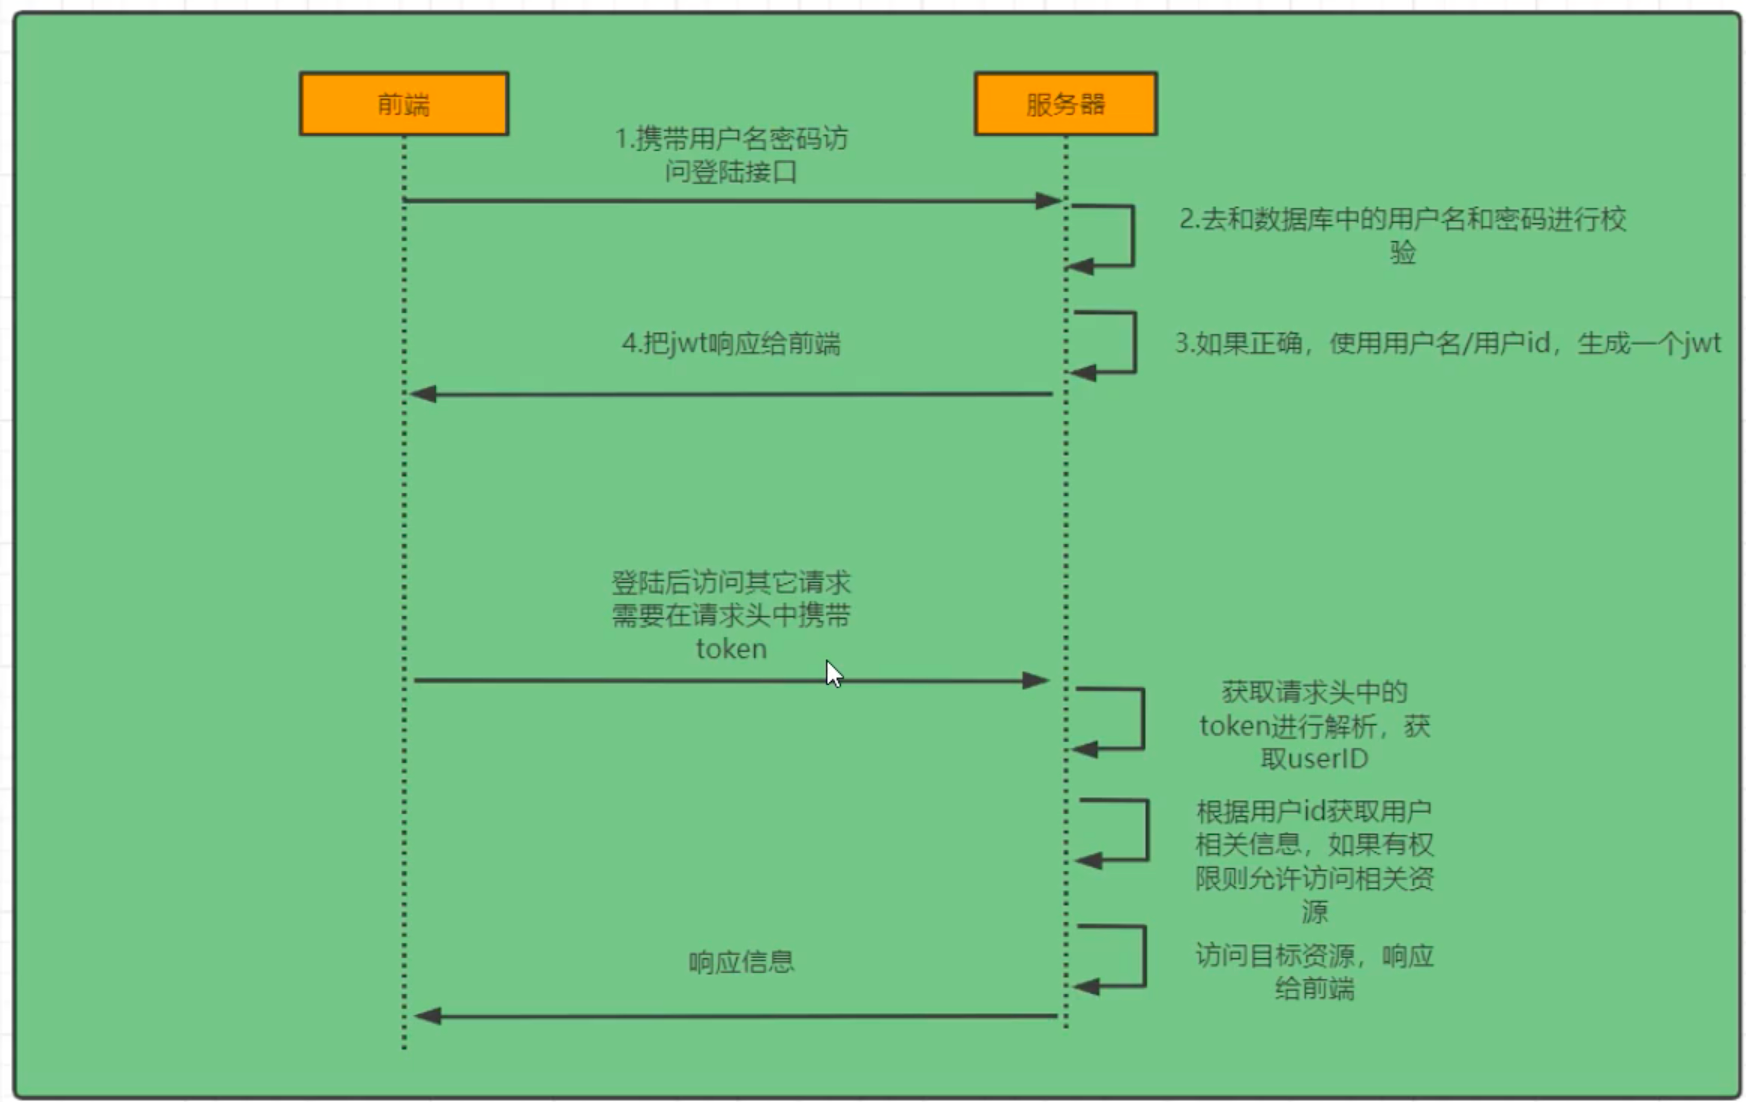 前端
服务器
1.携带用户名密码访
问登陆接口
2.去和数据库中的用户名和密码进行校
验
3.如果正确，使用用户名/用户id，生成一个jwt
4.把jwt响应给前端
登陆后访问其它请求
需要在请求头中携带
token
获取请求头中的
token进行解析，获
取userID
根据用户id获取用户
相关信息，如果有权
限则允许访问相关资
源
访问目标资源，响应
给前端
响应信息